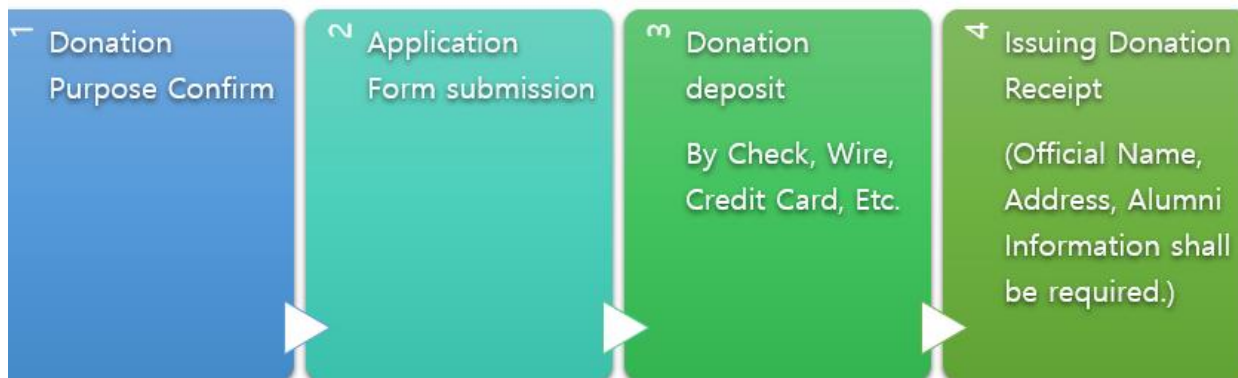 1
Donation
Purpose Confirm
2
Application
Form submission
3
Donation
deposit
By Check, Wire,
Credit Card, Etc.
4
Issuing Donation
Receipt
(Official Name,
Address, Alumni
Information shall
be required.)